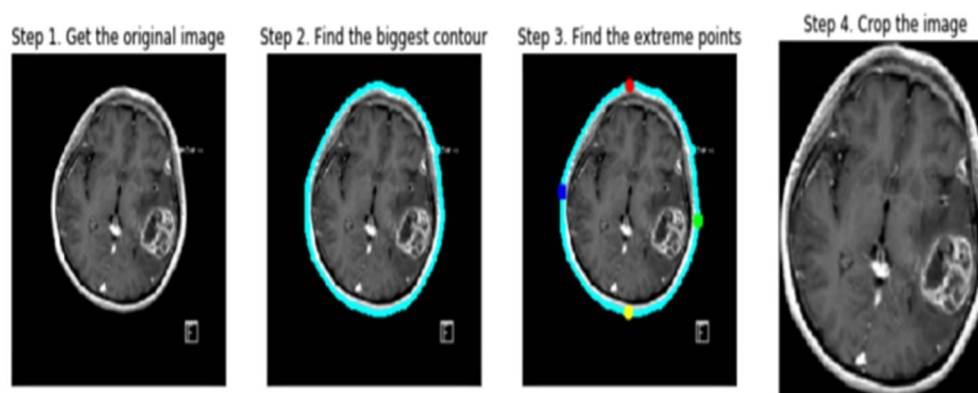 Step 1. Get the original image
Step 2. Find the biggest contour
Step 3. Find the extreme points
Step 4. Crop the image